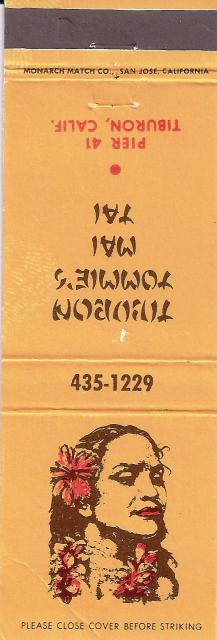 MONARCH MATCH CO., SAN JOSE, CALIFORNIA
TIBURON
TOMMIE'S
MAI
TAI
PIER 41
TIBURON, CALIF.
435-1229
PLEASE CLOSE COVER BEFORE STRIKING